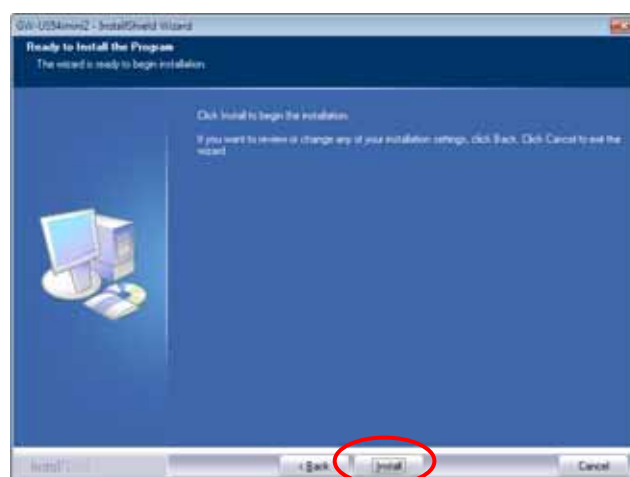 GW-US54mini2 - InstallShield Wizard
Ready to Install the Program
The wizard is ready to begin installation.
Click Install to begin the installation.
If you want to review or change any of your installation settings, click Back. Click Cancel to exit the
wizard.
InstallShield
< Back
Install
Cancel